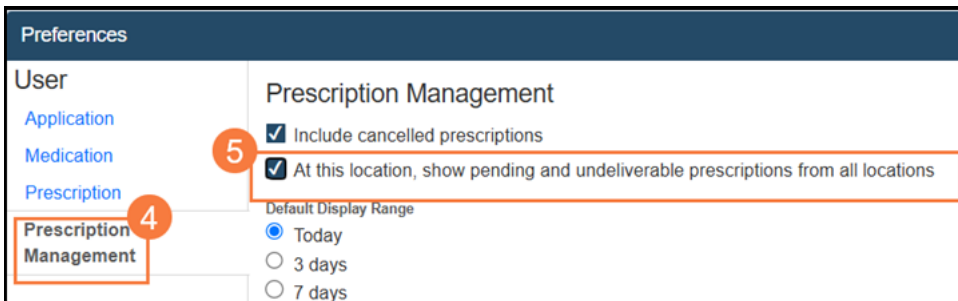 Preferences
User
Application
Medication
Prescription
Prescription
Management
4
Prescription Management
Include cancelled prescriptions
5
At this location, show pending and undeliverable prescriptions from all locations
Default Display Range
Today
3 days
7 days